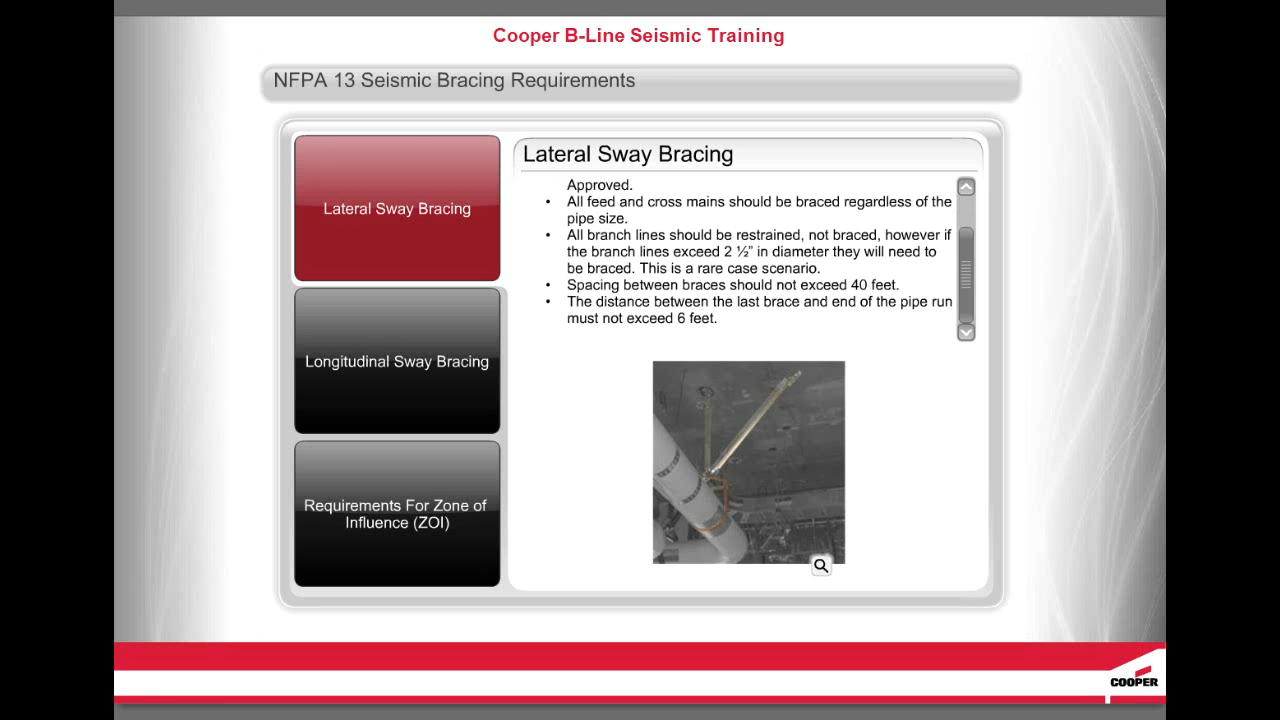 Cooper B-Line Seismic Training
NFPA 13 Seismic Bracing Requirements
Lateral Sway Bracing
Longitudinal Sway Bracing
Requirements For Zone of
Influence (ZOI)
Lateral Sway Bracing
Approved.
• All feed and cross mains should be braced regardless of the
pipe size.
• All branch lines should be restrained, not braced, however if
the branch lines exceed 2 ½” in diameter they will need to
be braced. This is a rare case scenario.
• Spacing between braces should not exceed 40 feet.
• The distance between the last brace and end of the pipe run
must not exceed 6 feet.
COOPER